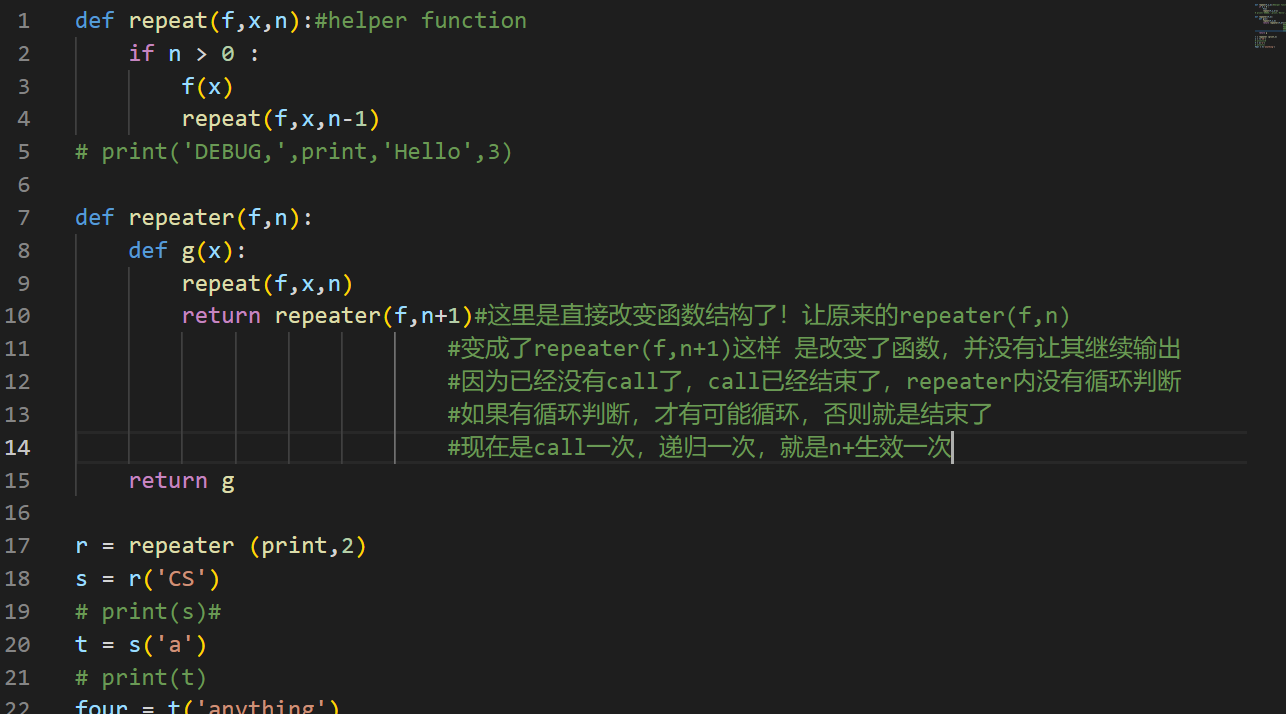 1 def repeat(f,x,n):#helper function
2     if n > 0 :
3         f(x)
4         repeat(f,x,n-1)
5 # print('DEBUG,',print,'Hello',3)
6
7 def repeater(f,n):
8     def g(x):
9         repeat(f,x,n)
10         return repeater(f,n+1)#这里是直接改变函数结构了！让原来的repeater(f,n)
11                             #变成了repeater(f,n+1)这样 是改变了函数，并没有让其继续输出
12                             #因为已经没有call了，call已经结束了，repeater内没有循环判断
13                             #如果有循环判断，才有可能循环，否则就是结束了
14                             #现在是call一次，递归一次，就是n+生效一次
15     return g
16
17 r = repeater (print,2)
18 s = r('CS')
19 # print(s)#
20 t = s('a')
21 # print(t)
22 four = t('anything')